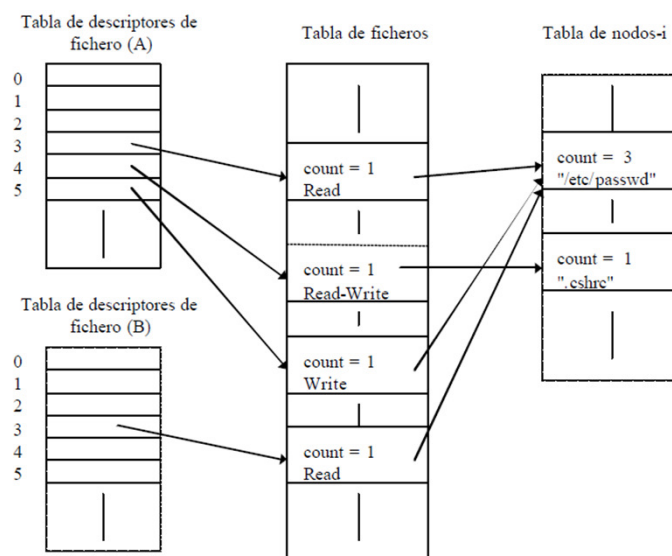 Tabla de descriptores de
fichero (A)
0
1
2
3
4
5
Tabla de descriptores de
fichero (B)
0
1
2
3
4
5
Tabla de ficheros
count = 1
Read
count = 1
Read-Write
count = 1
Write
count = 1
Read
Tabla de nodos-i
count = 3
"/etc/passwd"
count = 1
".cshrc"